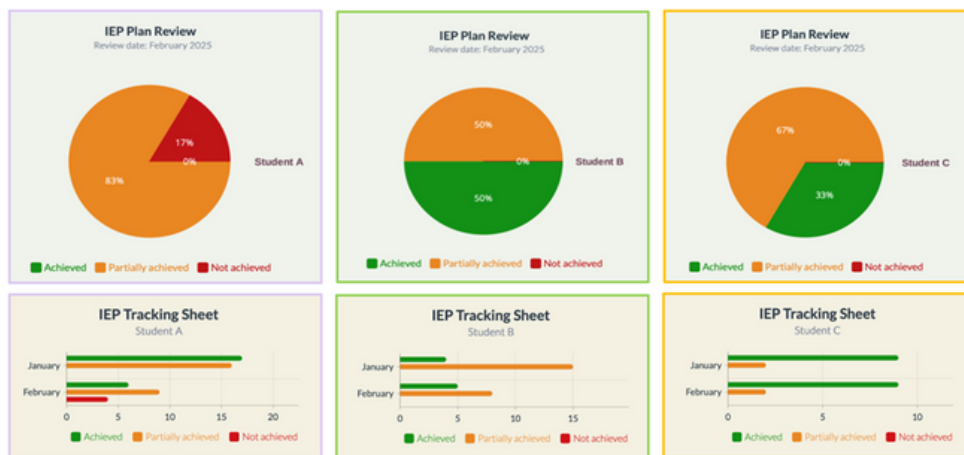 IEP Plan Review
Review date: February 2025
17%
0%
83%
Student A
Achieved Partially achieved Not achieved
IEP Plan Review
Review date: February 2025
50%
0%
50%
Student B
Achieved Partially achieved Not achieved
IEP Plan Review
Review date: February 2025
67%
0%
33%
Student C
Achieved Partially achieved Not achieved
IEP Tracking Sheet
Student A
January
February
0 5 10 15 20
Achieved Partially achieved Not achieved
IEP Tracking Sheet
Student B
January
February
0 5 10 15
Achieved Partially achieved Not achieved
IEP Tracking Sheet
Student C
January
February
0 5 10
Achieved Partially achieved Not achieved